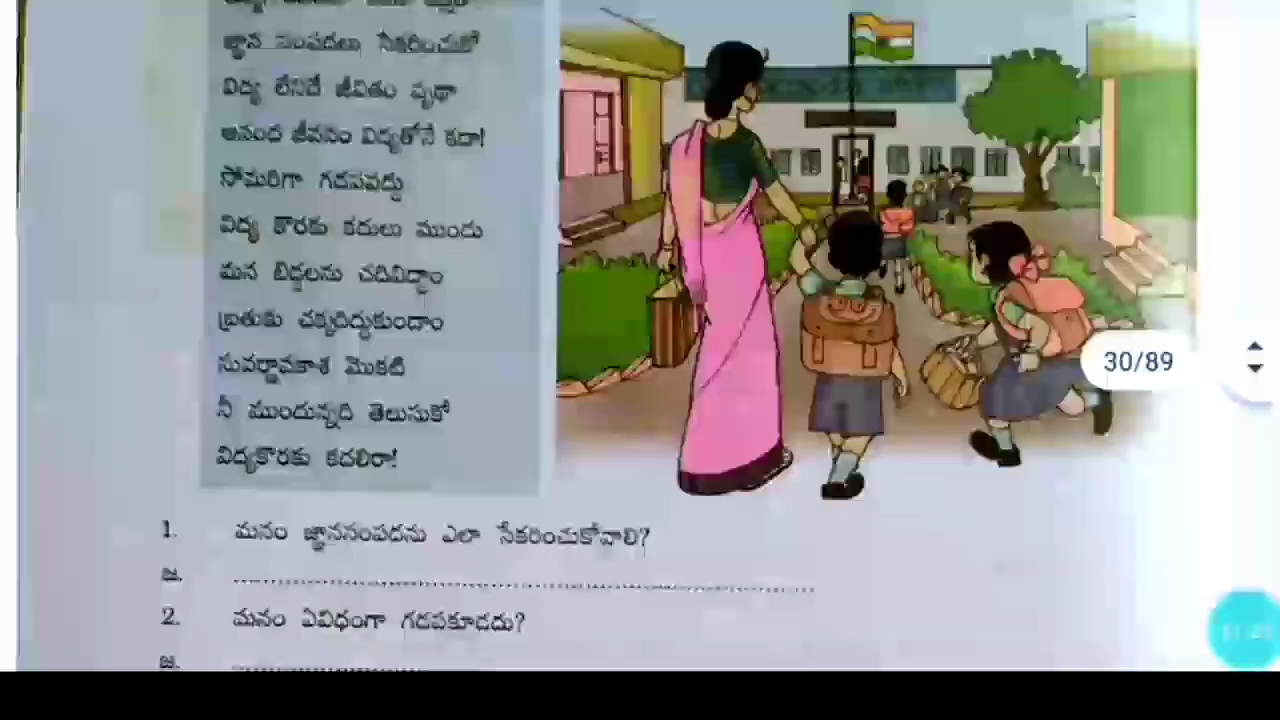 జ్ఞాన సంపదలు సేకరించుకో
విద్య లేనిదే జీవితం వృథా
ఆనంద జీవనం విద్యతోనే కదా!
సోమరిగా గడపవద్దు
విద్య కొరకు కదులు ముందు
మన బిడ్డలను చదివిద్దాం
బ్రతుకు చక్కదిద్దుకుందాం
సువర్ణావకాశ మొకటి
నీ ముందున్నది తెలుసుకో
విద్యకొరకు కదలిరా!
30/89
1. మనం జ్ఞానసంపదను ఎలా సేకరించుకోవాలి?
జ.
2. మనం ఏవిధంగా గడపకూడదు?
జ.